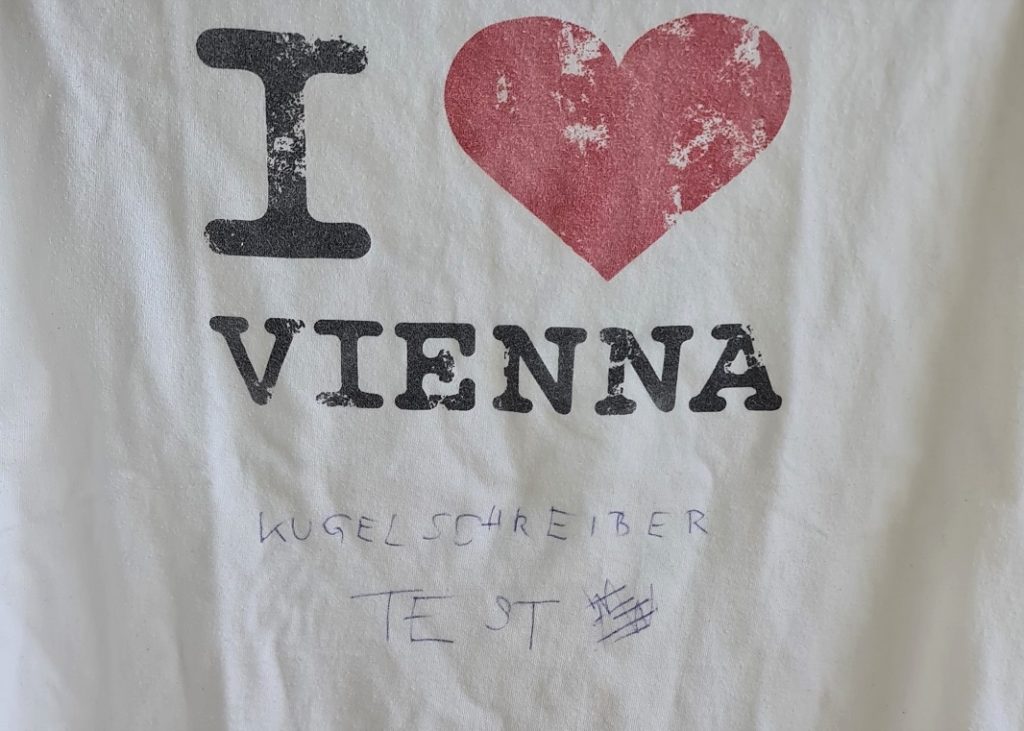 I
VIENNA
KUGELSCHREIBER
TEST